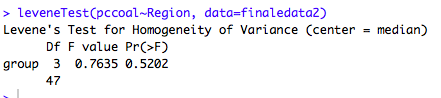 > leveneTest(pccoal~Region, data=finaledata2)
Levene's Test for Homogeneity of Variance (center = median)
      Df F value Pr(>F)
group  3  0.7635 0.5202
      47
>